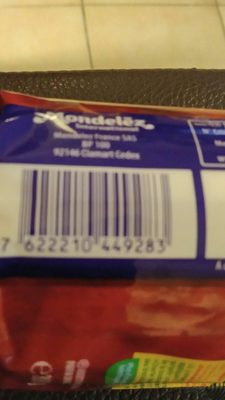 Mondelēz
International
Mondelez France SAS
BP 100
92146 Clamart Cedex
7 622210 449283